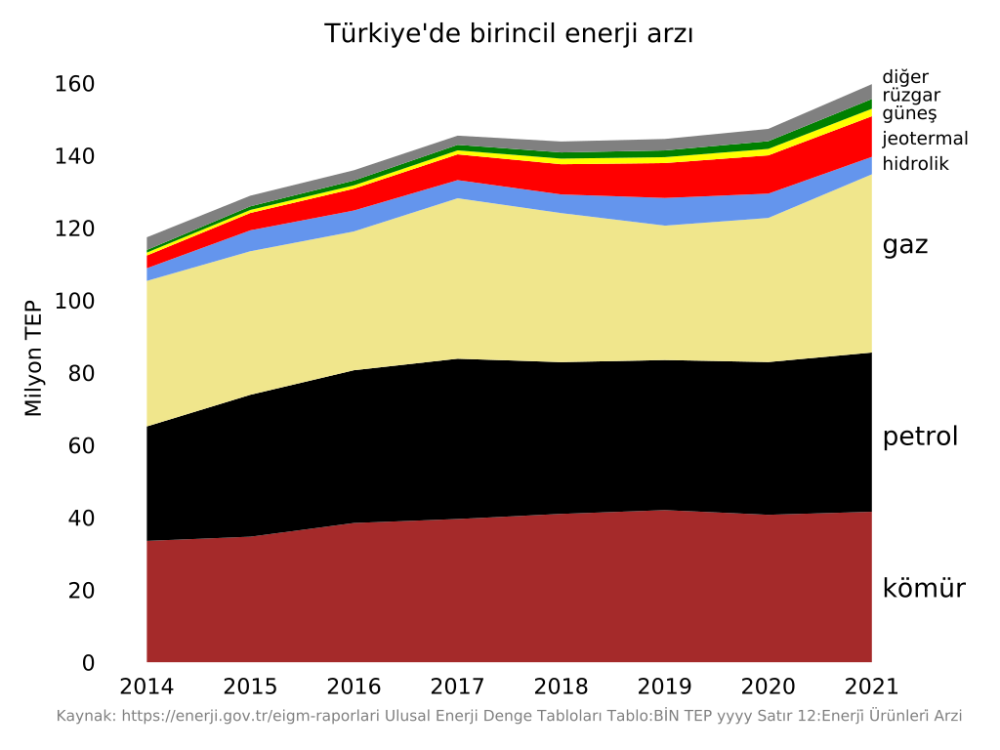 Türkiye'de birincil enerji arzı
Milyon TEP
160
140
120
100
80
60
40
20
0
diğer
rüzgar
güneş
jeotermal
hidrolik
gaz
petrol
kömür
2014 2015 2016 2017 2018 2019 2020 2021
Kaynak: https://enerji.gov.tr/eigm-raporlari Ulusal Enerji Denge Tabloları Tablo:BİN TEP yyyy Satır 12:Enerji̇ Ürünleri̇ Arzi